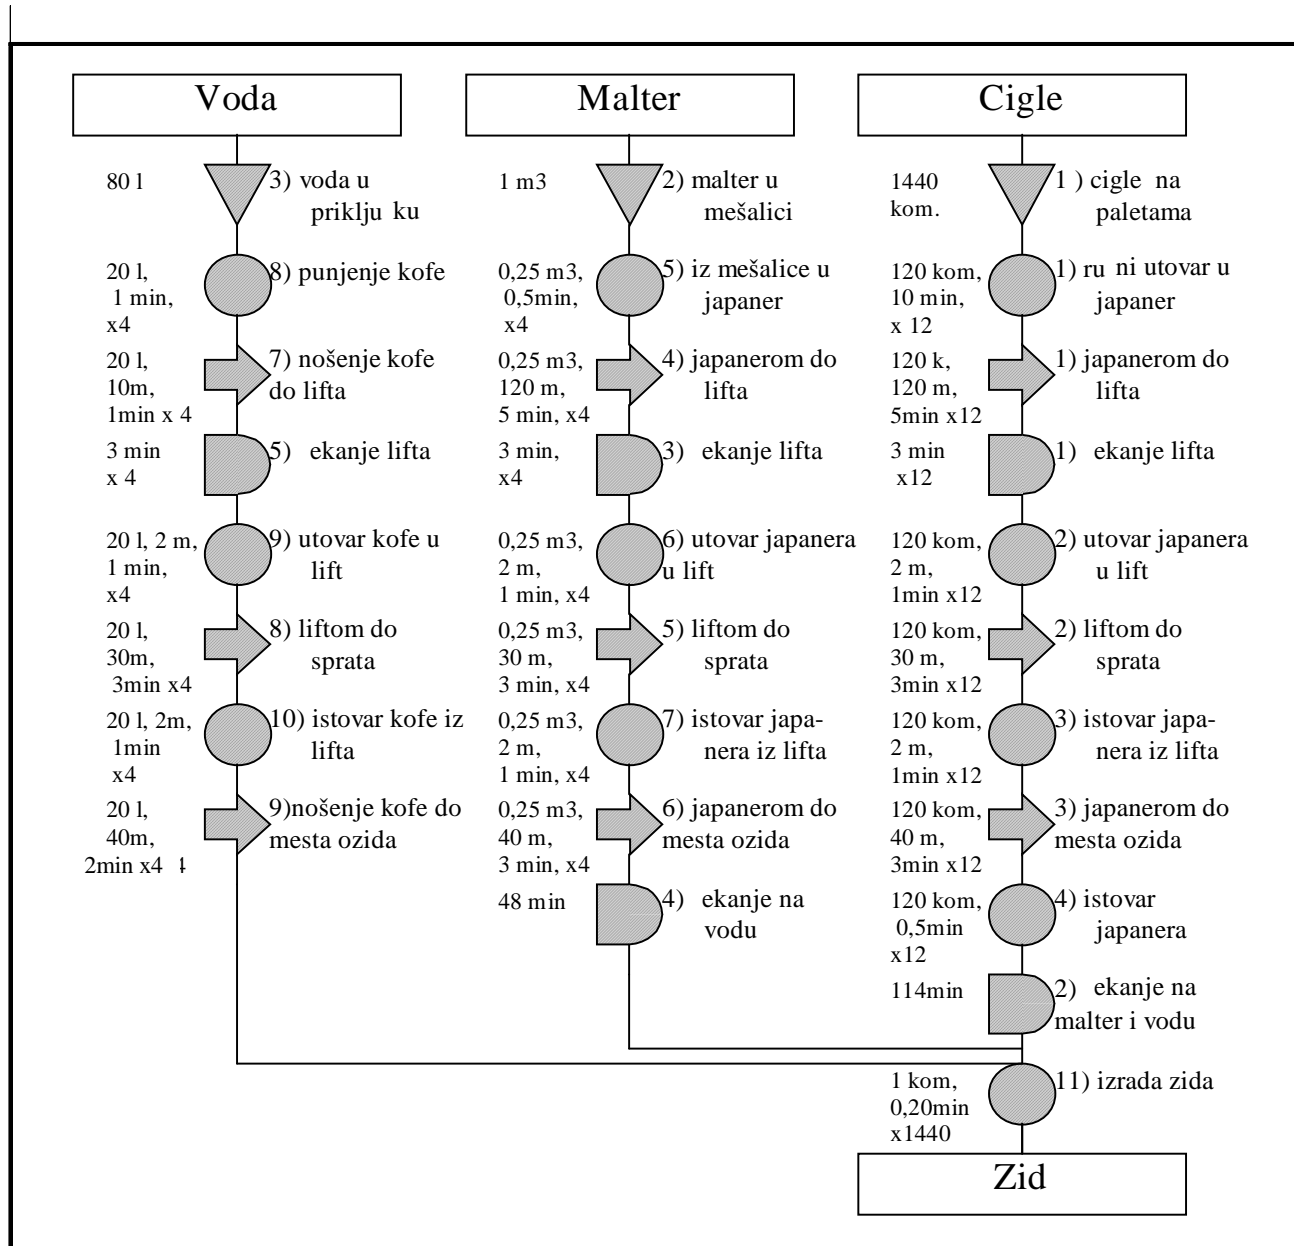 Voda
80 l
3) voda u
priklju ku
20 l,
1 min,
x4
8) punjenje kofe
20 l,
10m,
1min x 4
7) nošenje kofe
do lifta
3 min
x 4
5) ekanje lifta
20 l, 2 m,
1 min,
x4
9) utovar kofe u
lift
20 l,
30m,
3min x4
8) liftom do
sprata
20 l, 2m,
1min
x4
10) istovar kofe iz
lifta
20 l,
40m,
2min x4
9)nošenje kofe do
mesta ozida
Malter
1 m3
2) malter u
mešalici
0,25 m3,
0,5min,
x4
5) iz mešalice u
japaner
0,25 m3,
120 m,
5 min, x4
4) japanerom do
lifta
3 min,
x4
3) ekanje lifta
0,25 m3,
2 m,
1 min, x4
6) utovar japanera
u lift
0,25 m3,
30 m,
3 min, x4
5) liftom do
sprata
0,25 m3,
2 m,
1 min, x4
7) istovar japa-
nera iz lifta
0,25 m3,
40 m,
3 min, x4
6) japanerom do
mesta ozida
48 min
4) ekanje na
vodu
Cigle
1440
kom.
1 ) cigle na
paletama
120 kom,
10 min,
x 12
1) ru ni utovar u
japaner
120 k,
120 m,
5min x12
1) japanerom do
lifta
3 min
x12
1) ekanje lifta
120 kom,
2 m,
1min x12
2) utovar japanera
u lift
120 kom,
30 m,
3min x12
2) liftom do
sprata
120 kom,
2 m,
1min x12
3) istovar japa-
nera iz lifta
120 kom,
40 m,
3min x12
3) japanerom do
mesta ozida
120 kom,
0,5min
x12
4) istovar
japanera
114min
2) ekanje na
malter i vodu
1 kom,
0,20min
x1440
11) izrada zida
Zid